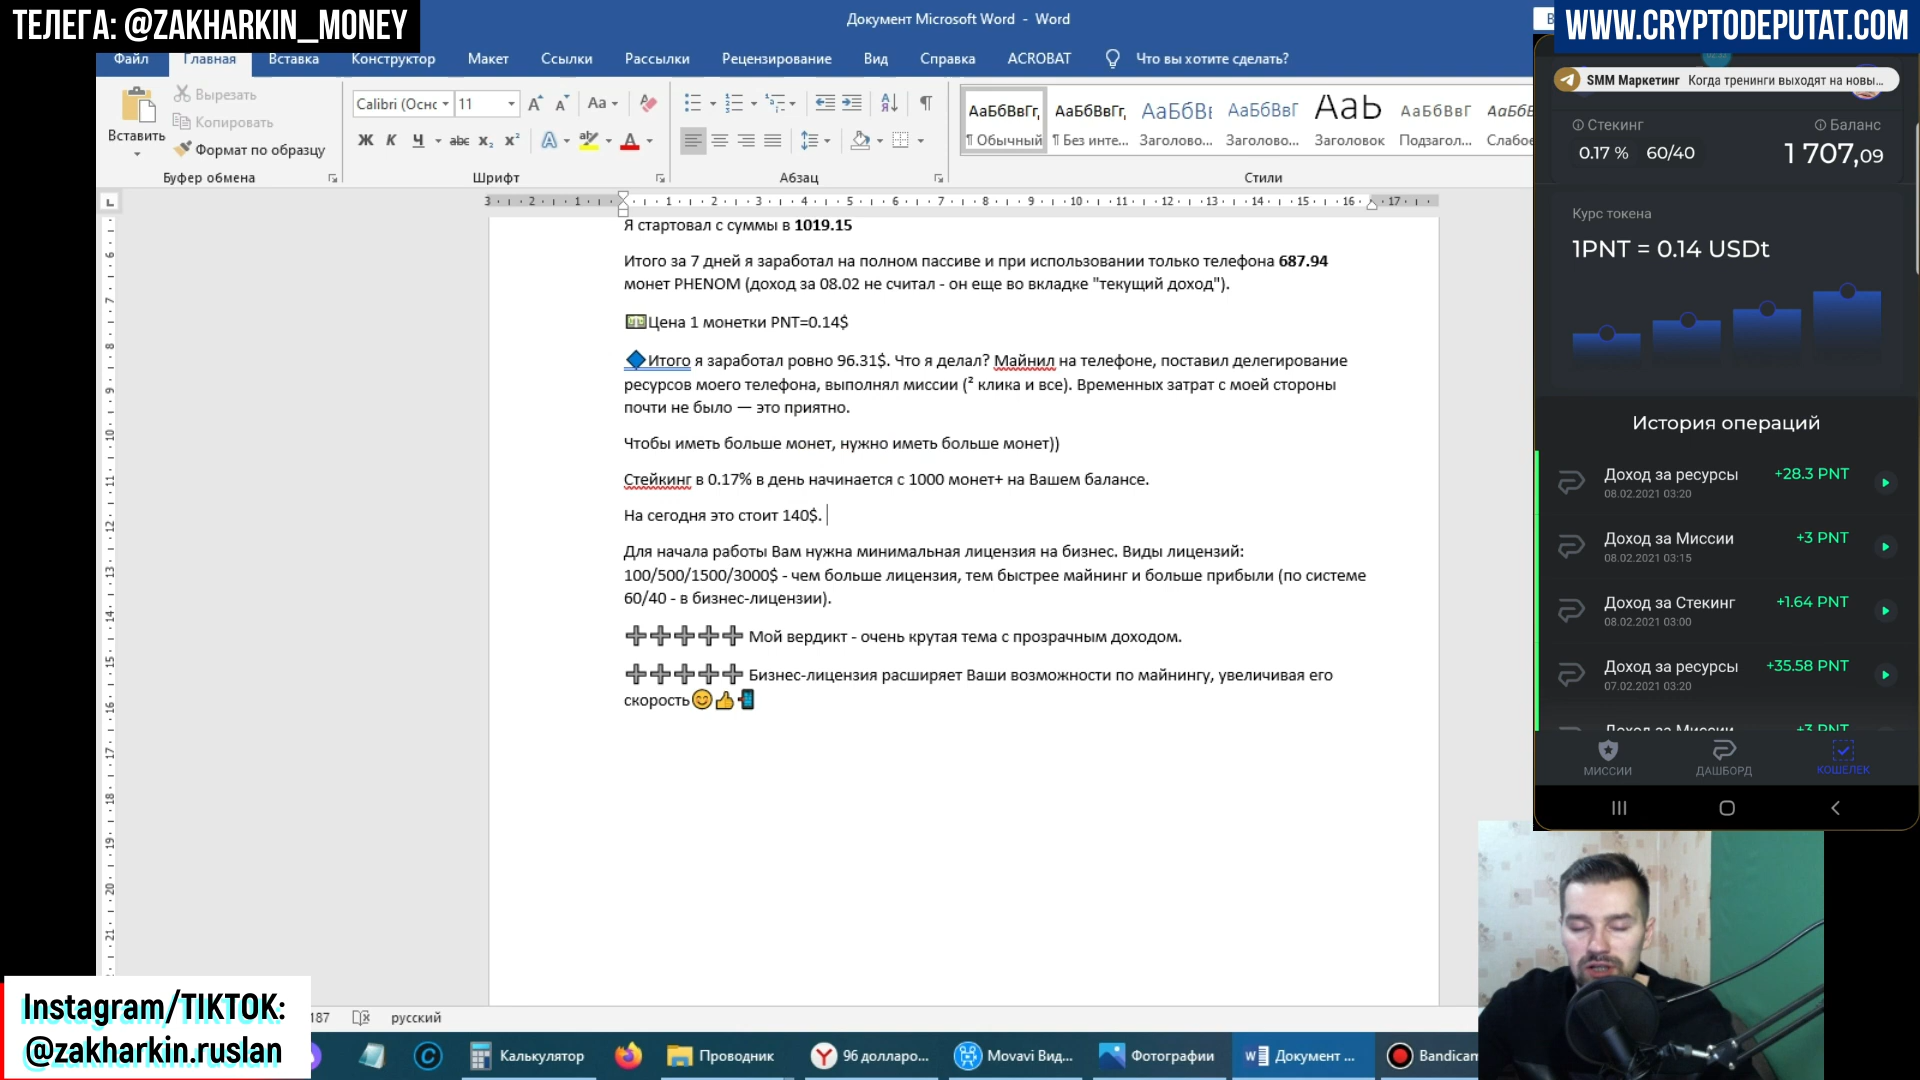 ТЕЛЕГА: @ZAKHARKIN_MONEY
Документ Microsoft Word - Word
WWW.CRYPTODEPUTAT.COM
Файл Главная Вставка Конструктор Макет Ссылки Рассылки Рецензирование Вид Справка ACROBAT Что вы хотите сделать?
Вставить
Вырезать
Копировать
Формат по образцу
Буфер обмена
Calibri (Оснс 11
Шрифт
Абзац
АаБбВвГг, АаБбВвГг, АаБбВв АаБбВвГ АаЬ АаБбВвГ АаБбВ
¶ Обычный ¶ Без инте... Заголово... Заголово... Заголовок Подзагол... Слабое
Стили
Я стартовал с суммы в 1019.15
Итого за 7 дней я заработал на полном пассиве и при использовании только телефона 687.94
монет PHENOM (доход за 08.02 не считал - он еще во вкладке "текущий доход").
Цена 1 монетки PNT=0.14$
Итого я заработал ровно 96.31$. Что я делал? Майнил на телефоне, поставил делегирование
ресурсов моего телефона, выполнял миссии (² клика и все). Временных затрат с моей стороны
почти не было — это приятно.
Чтобы иметь больше монет, нужно иметь больше монет))
Стейкинг в 0.17% в день начинается с 1000 монет+ на Вашем балансе.
На сегодня это стоит 140$.
Для начала работы Вам нужна минимальная лицензия на бизнес. Виды лицензий:
100/500/1500/3000$ - чем больше лицензия, тем быстрее майнинг и больше прибыли (по системе
60/40 - в бизнес-лицензии).
➕➕➕➕➕ Мой вердикт - очень крутая тема с прозрачным доходом.
➕➕➕➕➕ Бизнес-лицензия расширяет Ваши возможности по майнингу, увеличивая его
скорость😊👍📲
SMM Маркетинг Когда тренинги выходят на новы...
Стекинг Баланс
0.17 % 60/40 1 707,09
Курс токена
1PNT = 0.14 USDt
История операций
Доход за ресурсы +28.3 PNT
08.02.2021 03:20
Доход за Миссии +3 PNT
08.02.2021 03:15
Доход за Стекинг +1.64 PNT
08.02.2021 03:00
Доход за ресурсы +35.58 PNT
07.02.2021 03:20
Доход за Миссии +3 PNT
МИССИИ ДАШБОРД КОШЕЛЕК
Instagram/TIKTOK:
@zakharkin.ruslan
187 русский
Калькулятор Проводник 96 долларо... Movavi Вид... Фотографии Документ ... Bandicam